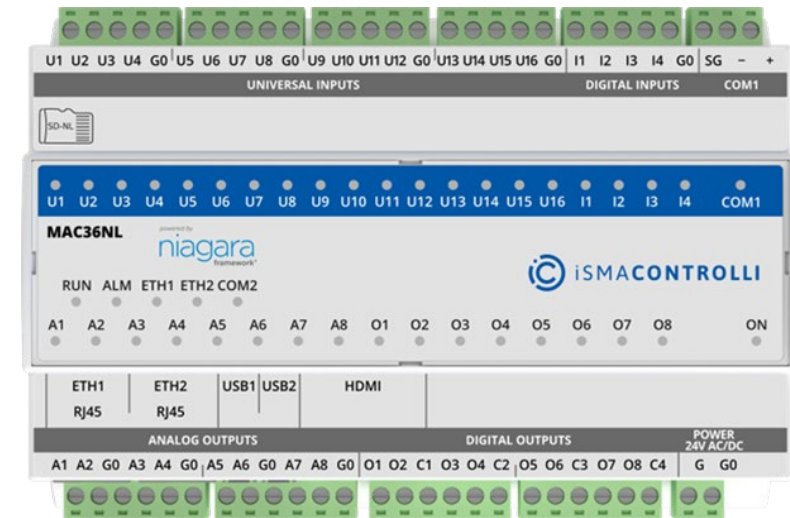 U1 U2 U3 U4 G0 U5 U6 U7 U8 G0 U9 U10 U11 U12 G0 U13 U14 U15 U16 G0 I1 I2 I3 I4 G0 SG - +
UNIVERSAL INPUTS DIGITAL INPUTS COM1
SD-NL
U1 U2 U3 U4 U5 U6 U7 U8 U9 U10 U11 U12 U13 U14 U15 U16 I1 I2 I3 I4 COM1
MAC36NL
powered by
niagara
framework®
iSMACONTROLLI
RUN ALM ETH1 ETH2 COM2
A1 A2 A3 A4 A5 A6 A7 A8 O1 O2 O3 O4 O5 O6 O7 O8 ON
ETH1 ETH2 USB1 USB2 HDMI
RJ45 RJ45
ANALOG OUTPUTS DIGITAL OUTPUTS POWER
24V AC/DC
A1 A2 G0 A3 A4 G0 A5 A6 G0 A7 A8 G0 O1 O2 C1 O3 O4 C2 O5 O6 C3 O7 O8 C4 G G0